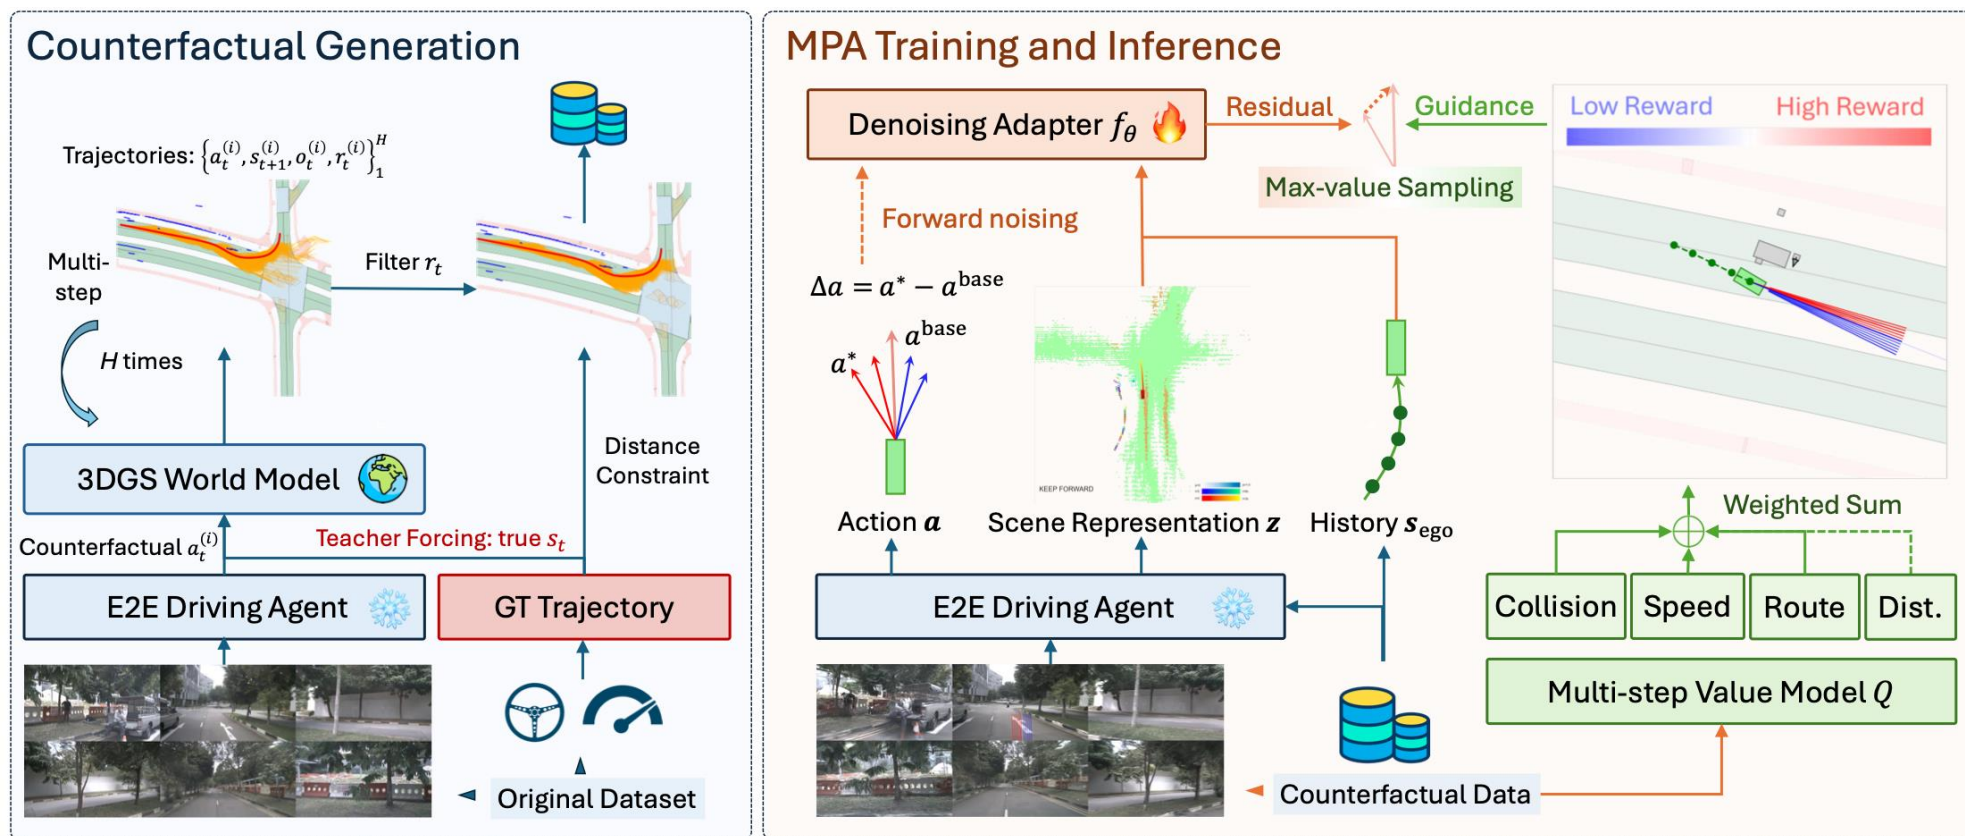 Counterfactual Generation
Trajectories: {a_t^(i), s_{t+1}^(i), o_t^(i), r_t^(i)}_1^H
Multi-
step
Filter r_t
H times
Distance
Constraint
3DGS World Model
Counterfactual a_t^(i)
Teacher Forcing: true s_t
E2E Driving Agent
GT Trajectory
Original Dataset
MPA Training and Inference
Denoising Adapter f_θ
Residual
Guidance
Max-value Sampling
Low Reward
High Reward
Forward noising
Δa = a* − a^base
a^base
a*
KEEP FORWARD
Action a
Scene Representation z
History s_ego
Weighted Sum
E2E Driving Agent
Collision
Speed
Route
Dist.
Multi-step Value Model Q
Counterfactual Data